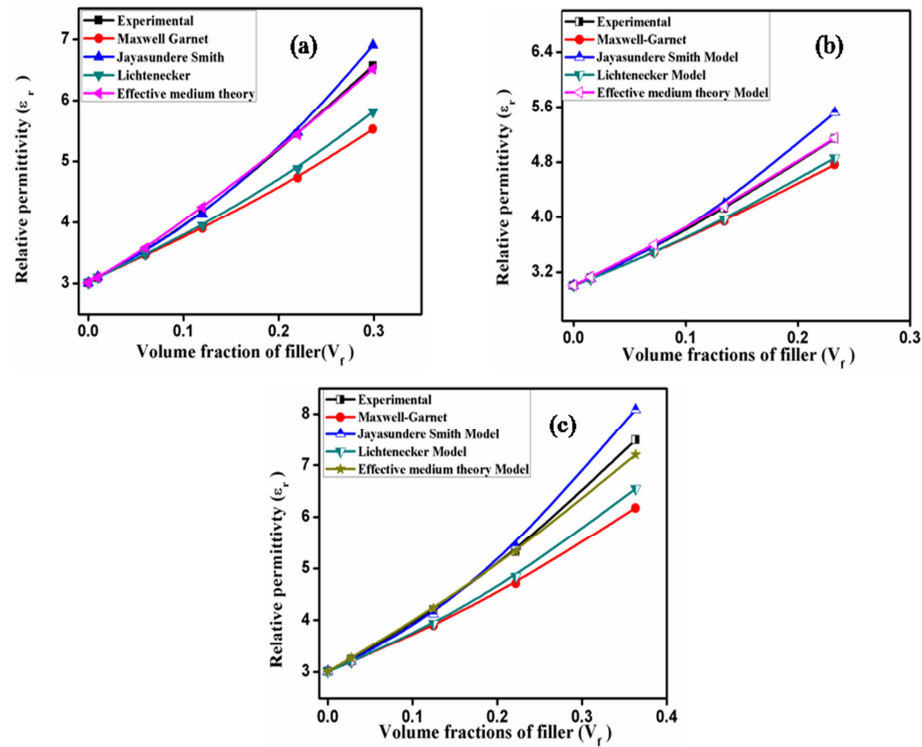 (a)
Experimental
Maxwell Garnet
Jayasundere Smith
Lichtenecker
Effective medium theory
Relative permittivity (εr)
7
6
5
4
3
0.0 0.1 0.2 0.3
Volume fraction of filler(Vf)
(b)
Experimental
Maxwell-Garnet
Jayasundere Smith Model
Lichtenecker Model
Effective medium theory Model
Relative permittivity (εr)
6.4
5.6
4.8
4.0
3.2
0.0 0.1 0.2 0.3
Volume fractions of filler (Vf)
(c)
Experimental
Maxwell-Garnet
Jayasundere Smith Model
Lichtenecker Model
Effective medium theory Model
Relative permittivty (εr)
8
7
6
5
4
3
0.0 0.1 0.2 0.3 0.4
Volume fractions of filler (Vf)